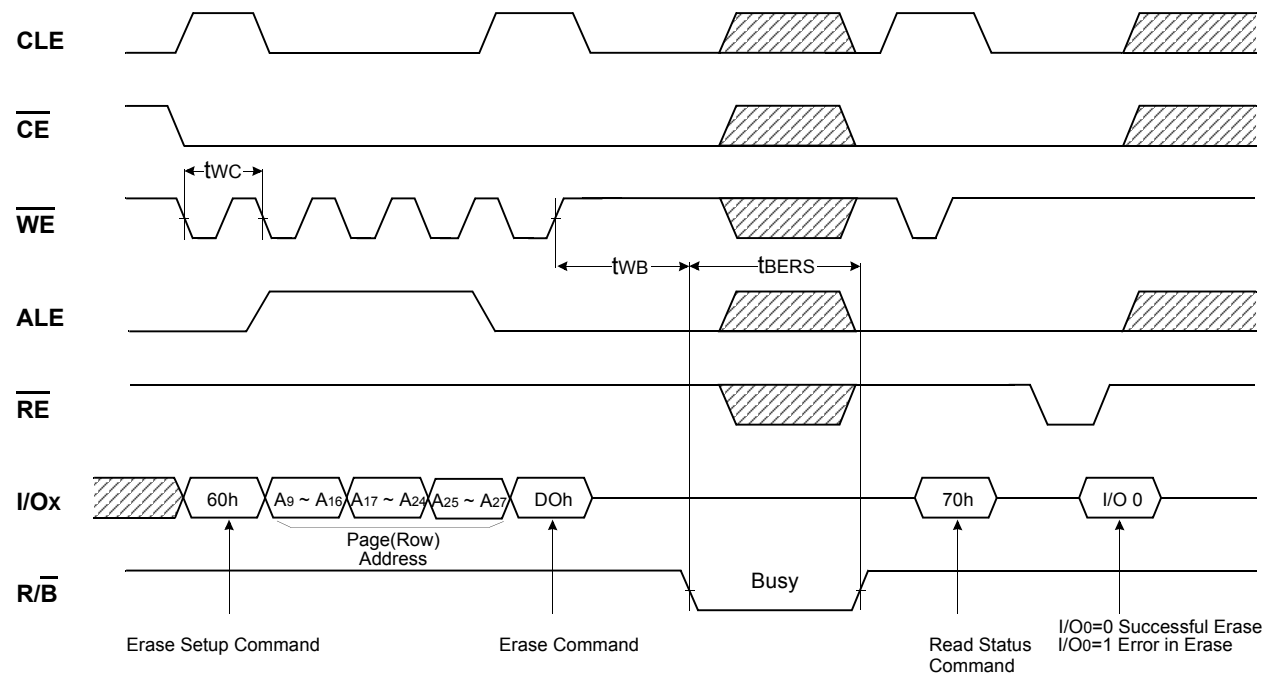 CLE
CE
tWC
WE
tWB
tBERS
ALE
RE
I/Ox
60h
A9 ~ A16
A17 ~ A24
A25 ~ A27
DOh
70h
I/O 0
Page(Row)
Address
R/B
Busy
Erase Setup Command
Erase Command
Read Status
Command
I/O0=0 Successful Erase
I/O0=1 Error in Erase